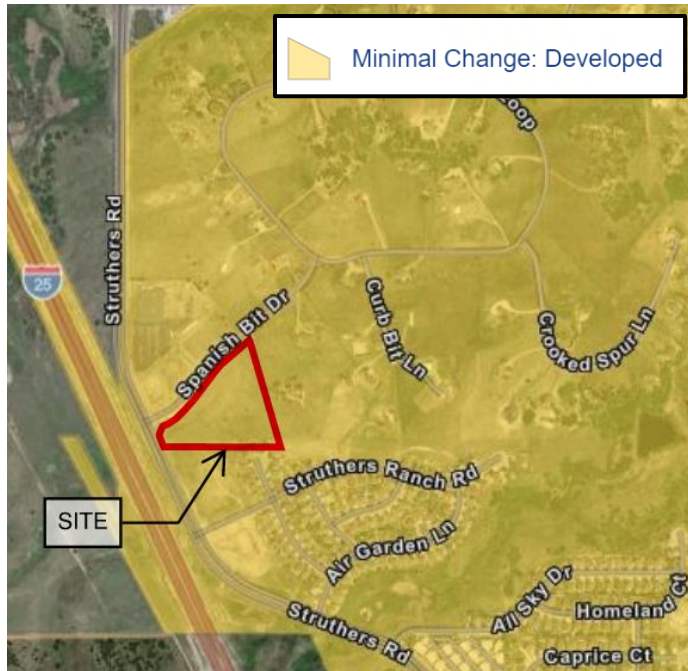 Minimal Change: Developed
Loop
Struthers Rd
25
Spanish Bit Dr
Curb Bit Ln
Crooked Spur Ln
Struthers Ranch Rd
SITE
Air Garden Ln
All Sky Dr
Homeland Ct
Struthers Rd
Caprice Ct